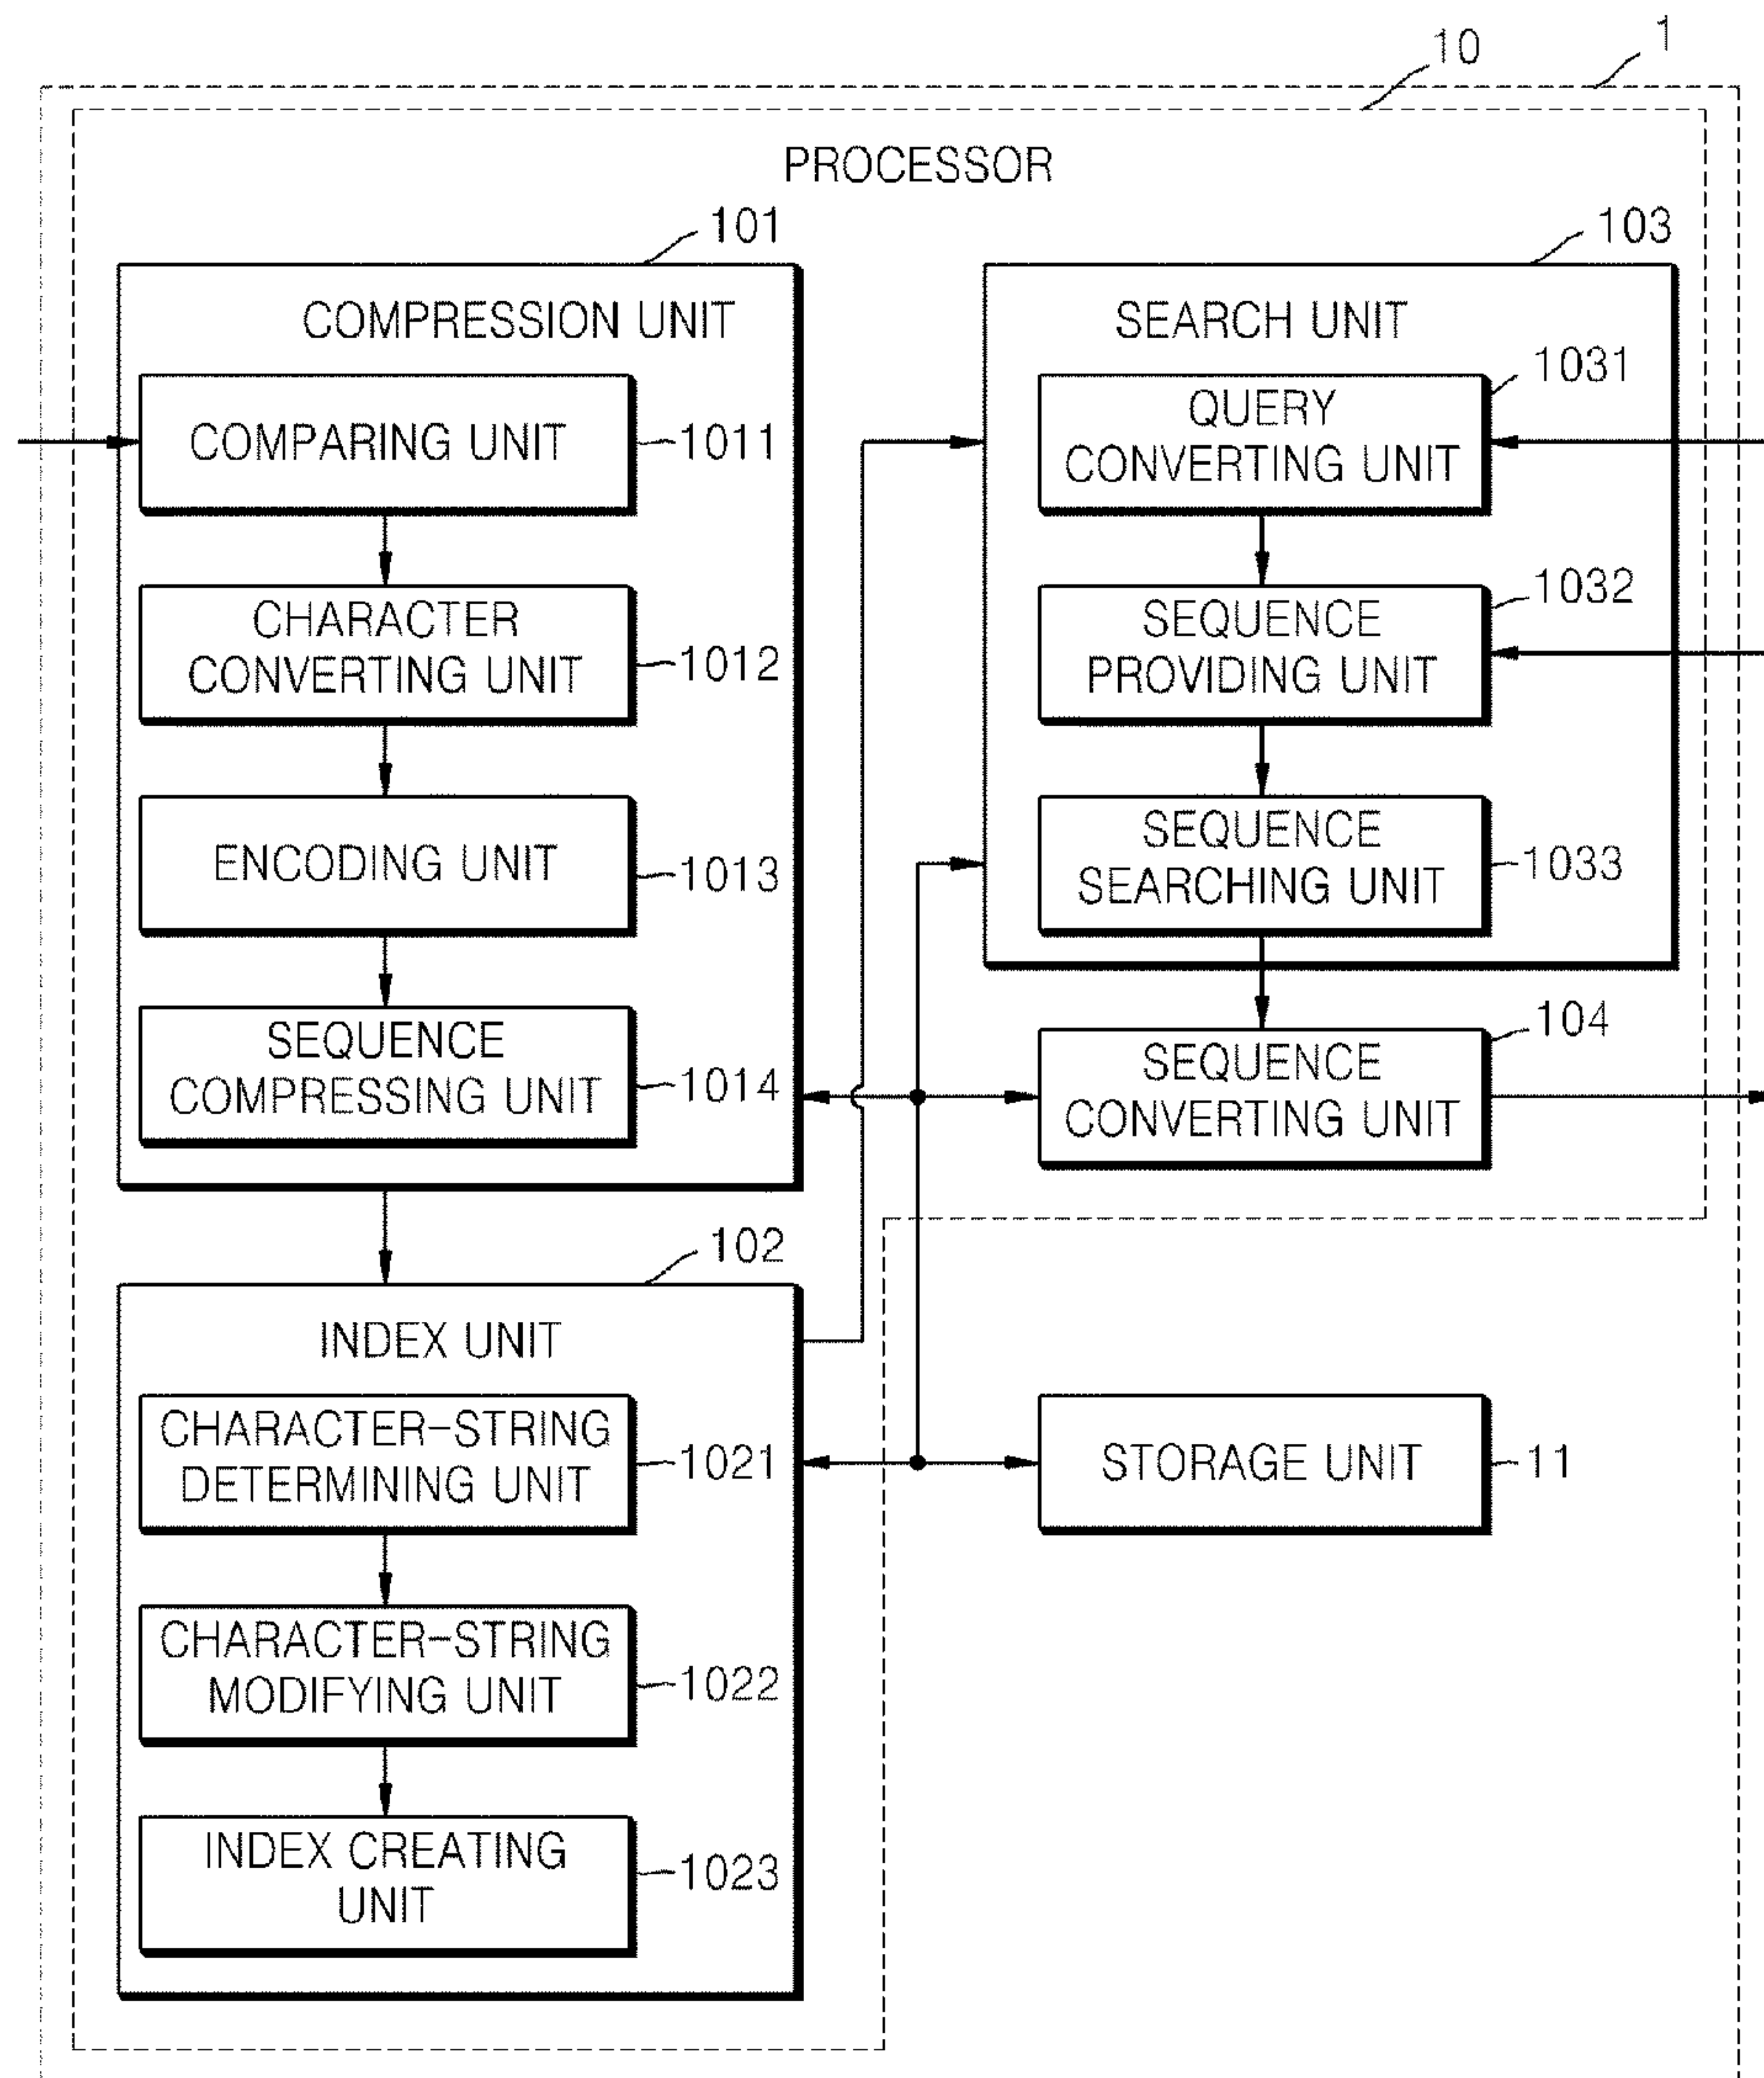 1
10
PROCESSOR
101
COMPRESSION UNIT
COMPARING UNIT
1011
CHARACTER
CONVERTING UNIT
1012
ENCODING UNIT
1013
SEQUENCE
COMPRESSING UNIT
1014
103
SEARCH UNIT
1031
QUERY
CONVERTING UNIT
1032
SEQUENCE
PROVIDING UNIT
SEQUENCE
SEARCHING UNIT
1033
104
SEQUENCE
CONVERTING UNIT
102
INDEX UNIT
CHARACTER-STRING
DETERMINING UNIT
1021
CHARACTER-STRING
MODIFYING UNIT
1022
INDEX CREATING
UNIT
1023
STORAGE UNIT
11